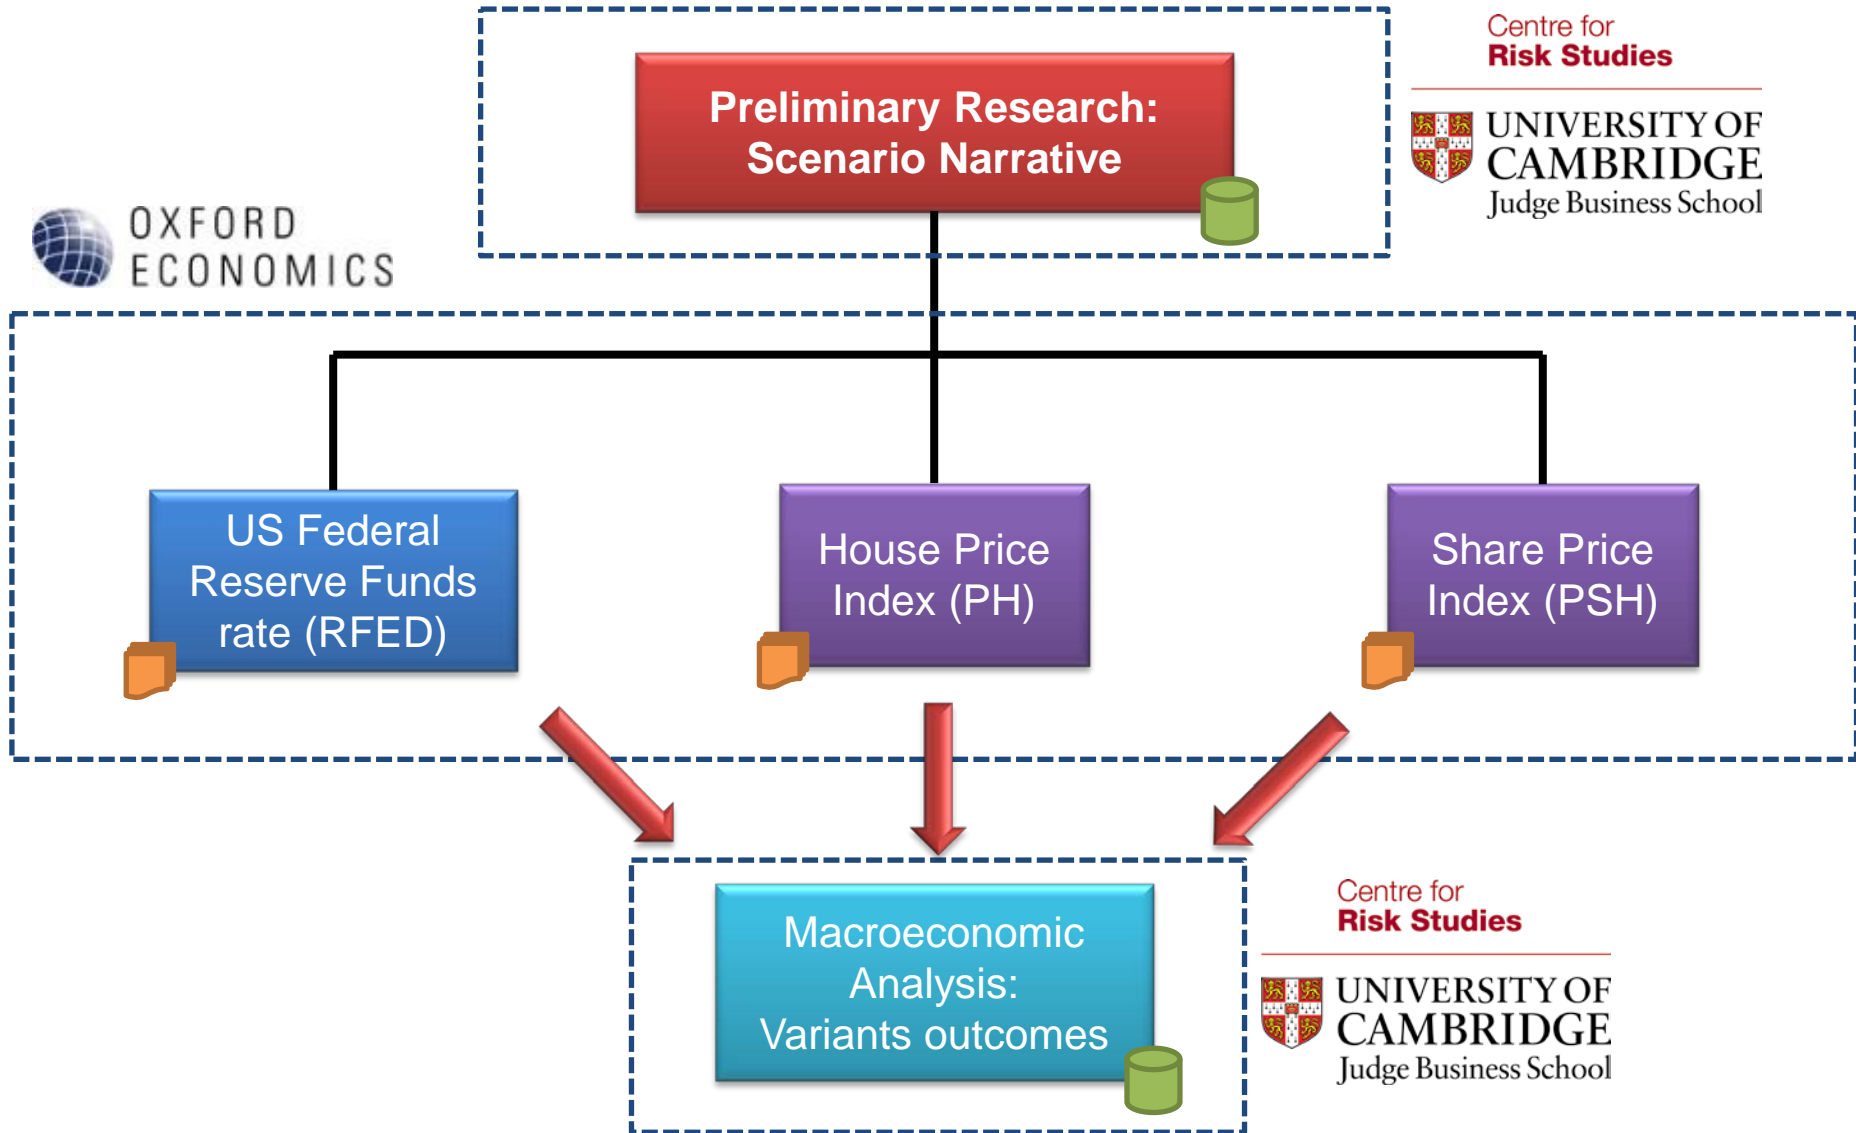 Centre for
Risk Studies
Preliminary Research:
Scenario Narrative
UNIVERSITY OF
CAMBRIDGE
Judge Business School
OXFORD
ECONOMICS
US Federal
Reserve Funds
rate (RFED)
House Price
Index (PH)
Share Price
Index (PSH)
Macroeconomic
Analysis:
Variants outcomes
Centre for
Risk Studies
UNIVERSITY OF
CAMBRIDGE
Judge Business School